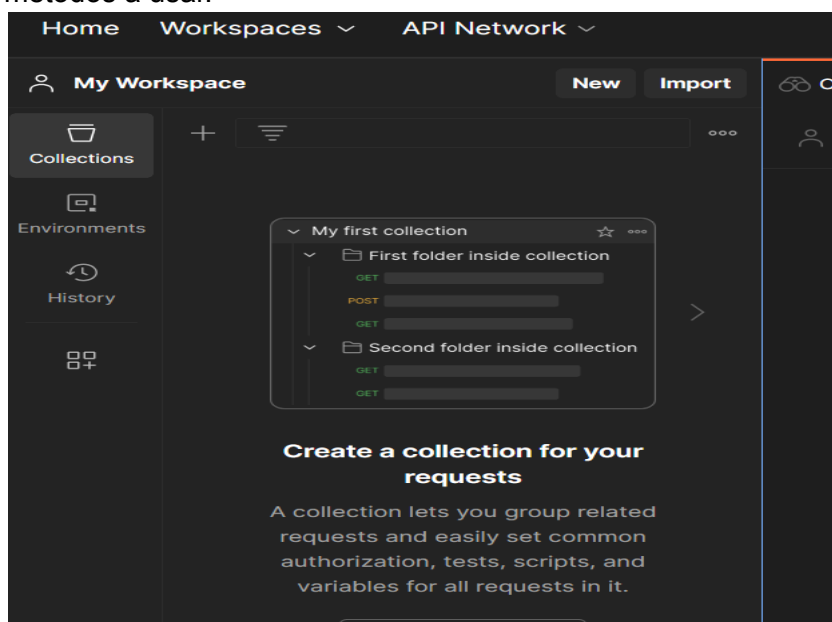 métodos a usar.
Home Workspaces API Network
My Workspace New Import
Collections
Environments
History
My first collection
First folder inside collection
GET
POST
GET
Second folder inside collection
GET
GET
Create a collection for your
requests
A collection lets you group related
requests and easily set common
authorization, tests, scripts, and
variables for all requests in it.